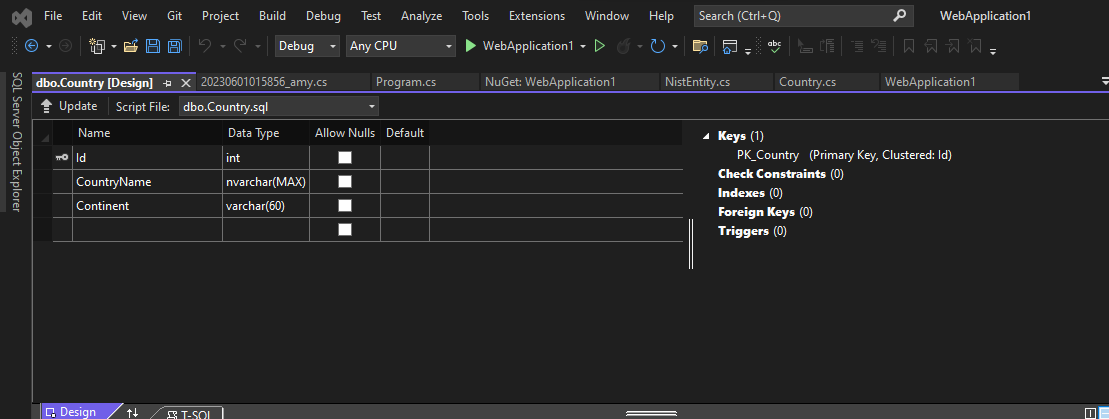 File Edit View Git Project Build Debug Test Analyze Tools Extensions Window Help Search (Ctrl+Q) WebApplication1
Debug Any CPU WebApplication1
SQL Server Object Explorer
dbo.Country [Design] 20230601015856_amy.cs Program.cs NuGet: WebApplication1 NistEntity.cs Country.cs WebApplication1
Update Script File: dbo.Country.sql
Name Data Type Allow Nulls Default
Id int
CountryName nvarchar(MAX)
Continent varchar(60)
Keys (1)
PK_Country (Primary Key, Clustered: Id)
Check Constraints (0)
Indexes (0)
Foreign Keys (0)
Triggers (0)
Design T-SQL